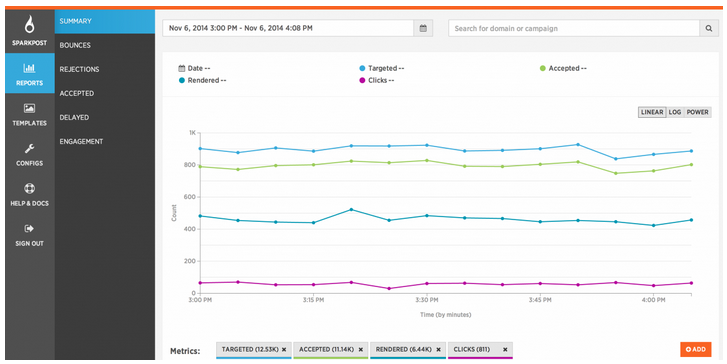 SPARKPOST
REPORTS
TEMPLATES
CONFIGS
HELP & DOCS
SIGN OUT
SUMMARY
BOUNCES
REJECTIONS
ACCEPTED
DELAYED
ENGAGEMENT
Nov 6, 2014 3:00 PM - Nov 6, 2014 4:08 PM
Search for domain or campaign
Date --
Targeted --
Accepted --
Rendered --
Clicks --
LINEAR LOG POWER
1K
800
600
400
200
0
Count
3:00 PM 3:15 PM 3:30 PM 3:45 PM 4:00 PM
Time (by minutes)
Metrics: TARGETED (12.53K) × ACCEPTED (11.14K) × RENDERED (6.44K) × CLICKS (811) × ADD